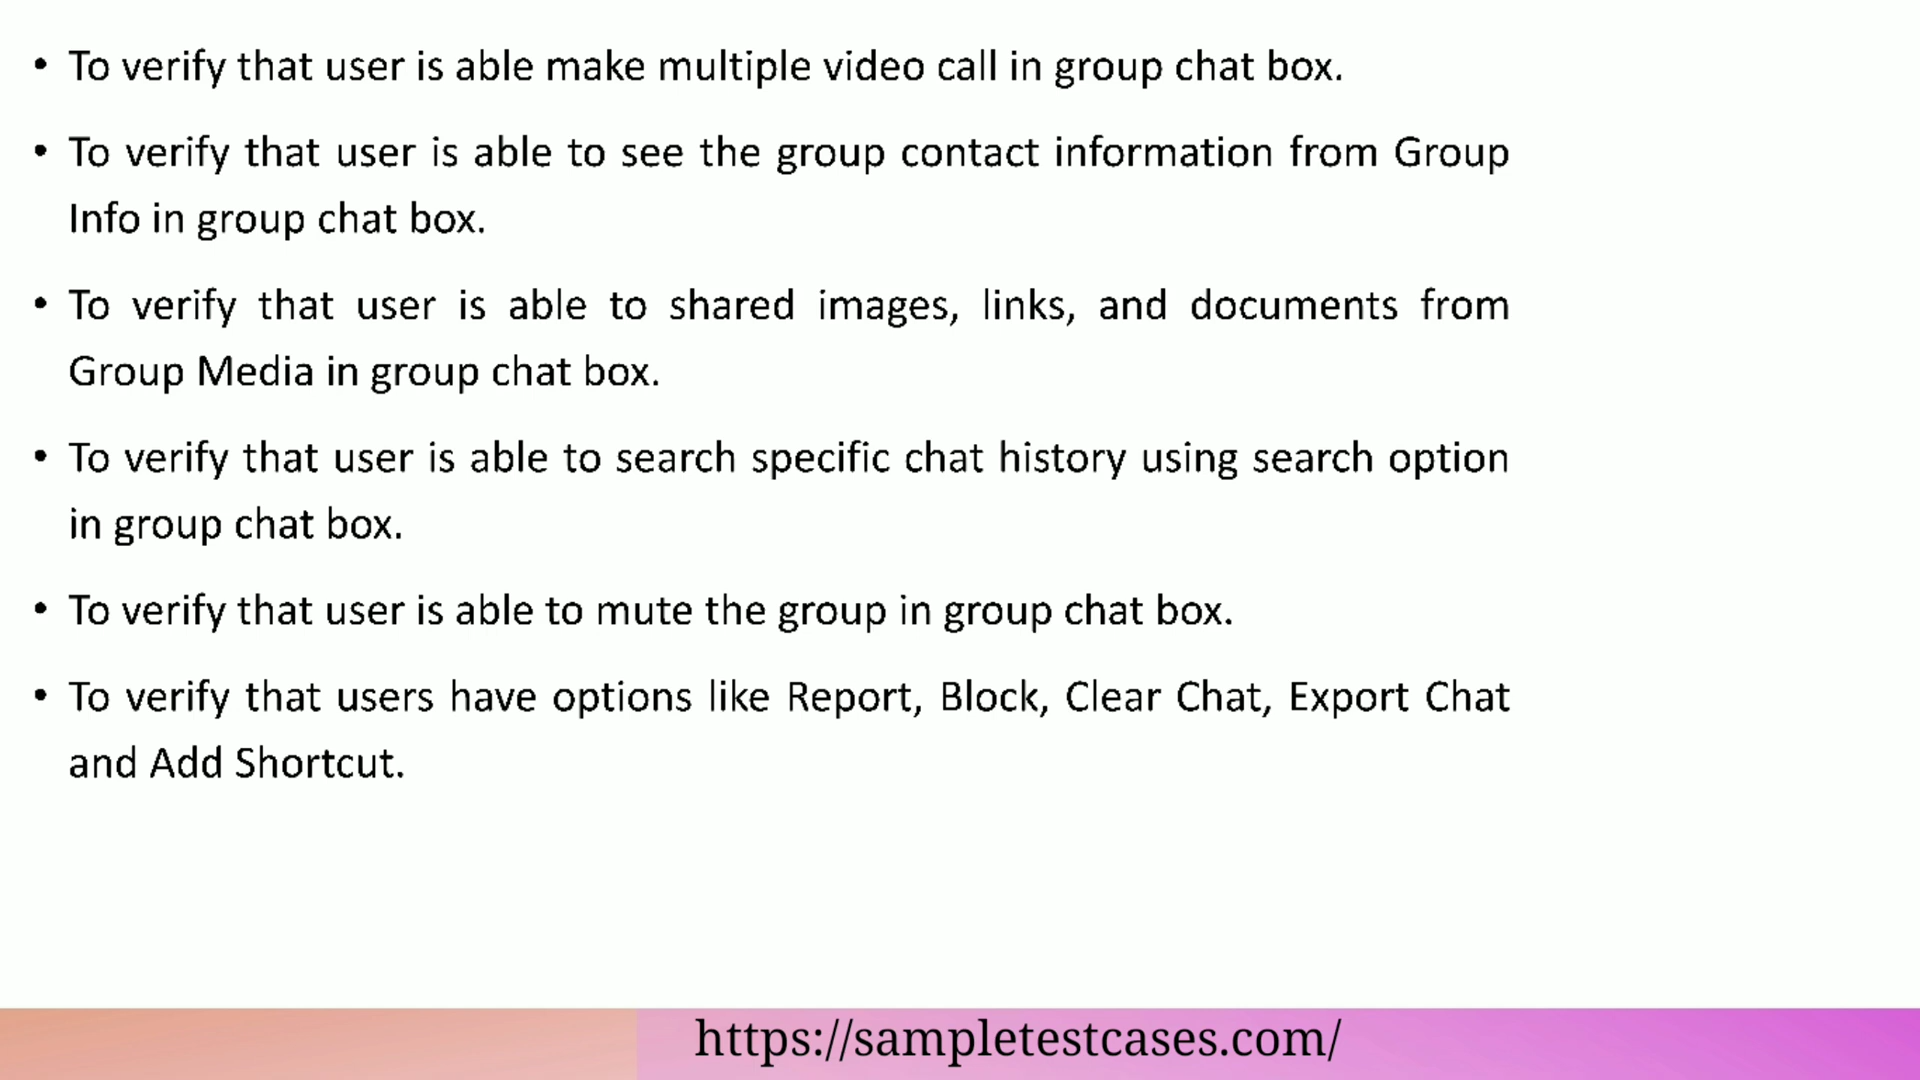 • To verify that user is able make multiple video call in group chat box.
• To verify that user is able to see the group contact information from Group
Info in group chat box.
• To verify that user is able to shared images, links, and documents from
Group Media in group chat box.
• To verify that user is able to search specific chat history using search option
in group chat box.
• To verify that user is able to mute the group in group chat box.
• To verify that users have options like Report, Block, Clear Chat, Export Chat
and Add Shortcut.
https://sampletestcases.com/